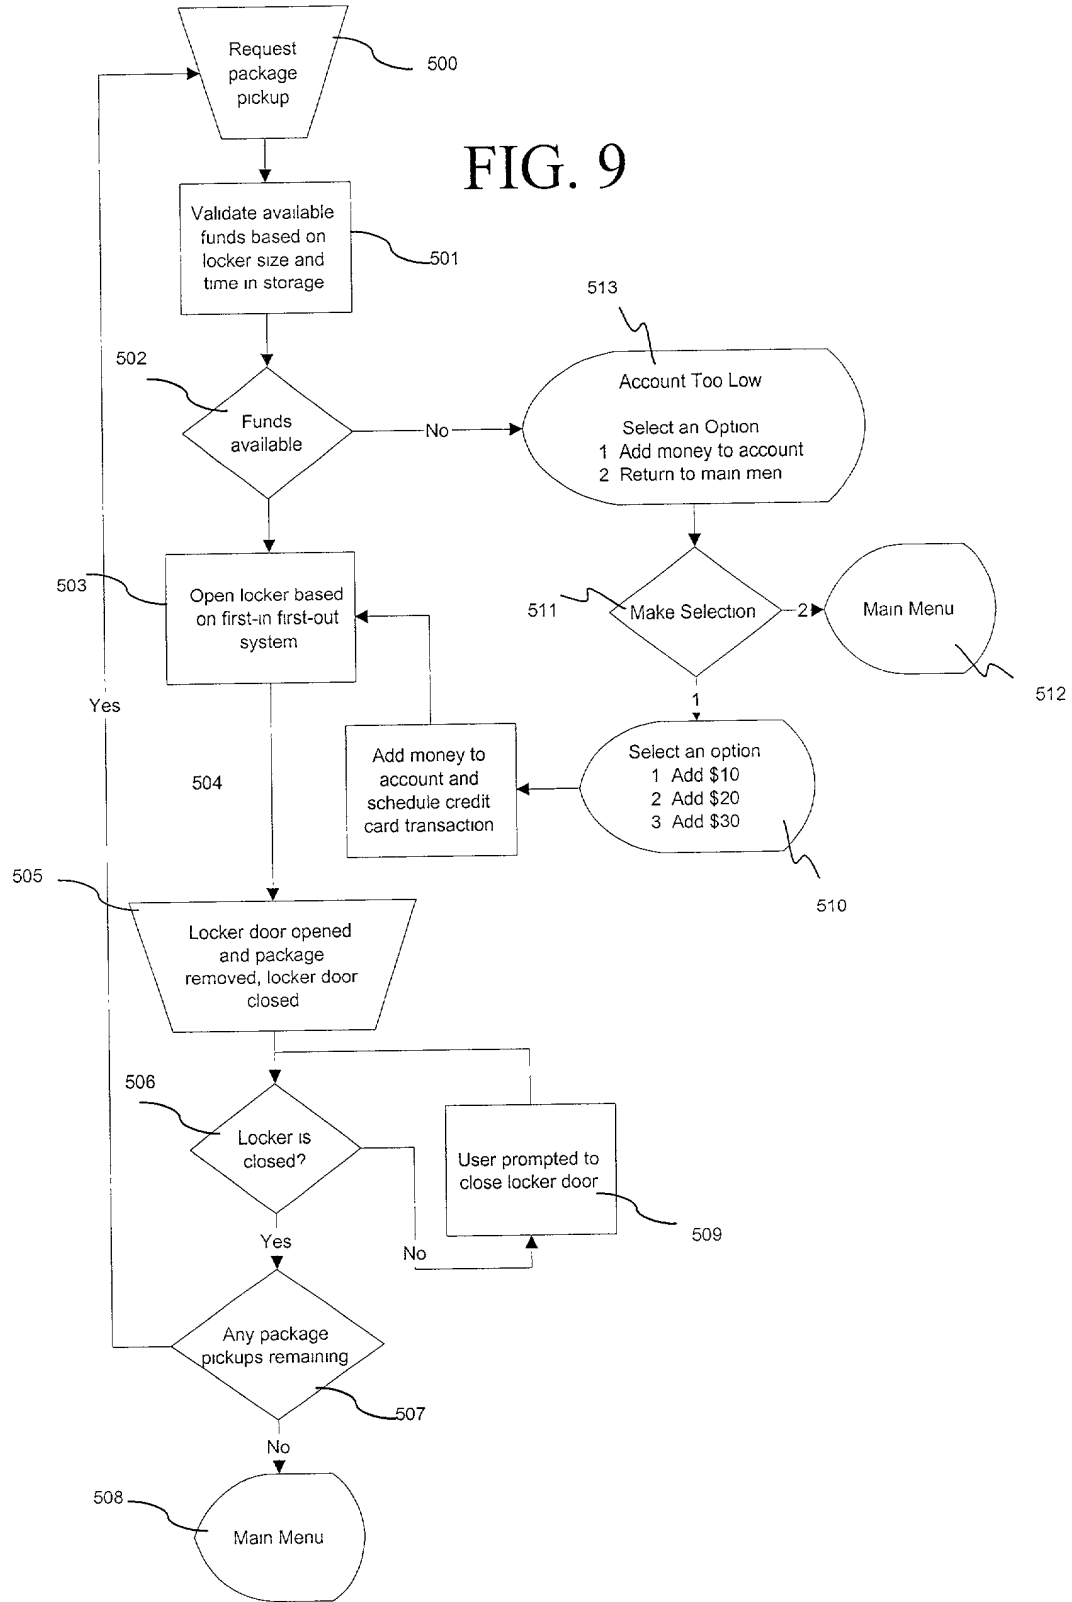 Request
package
pickup
500
FIG. 9
Validate available
funds based on
locker size and
time in storage
501
513
502
Funds
available
No
Account Too Low
Select an Option
1 Add money to account
2 Return to main men
503
Open locker based
on first-in first-out
system
511
Make Selection
2
Main Menu
512
1
Yes
504
Add money to
account and
schedule credit
card transaction
Select an option
1 Add $10
2 Add $20
3 Add $30
510
505
Locker door opened
and package
removed, locker door
closed
506
Locker is
closed?
User prompted to
close locker door
509
Yes
No
Any package
pickups remaining
507
No
508
Main Menu